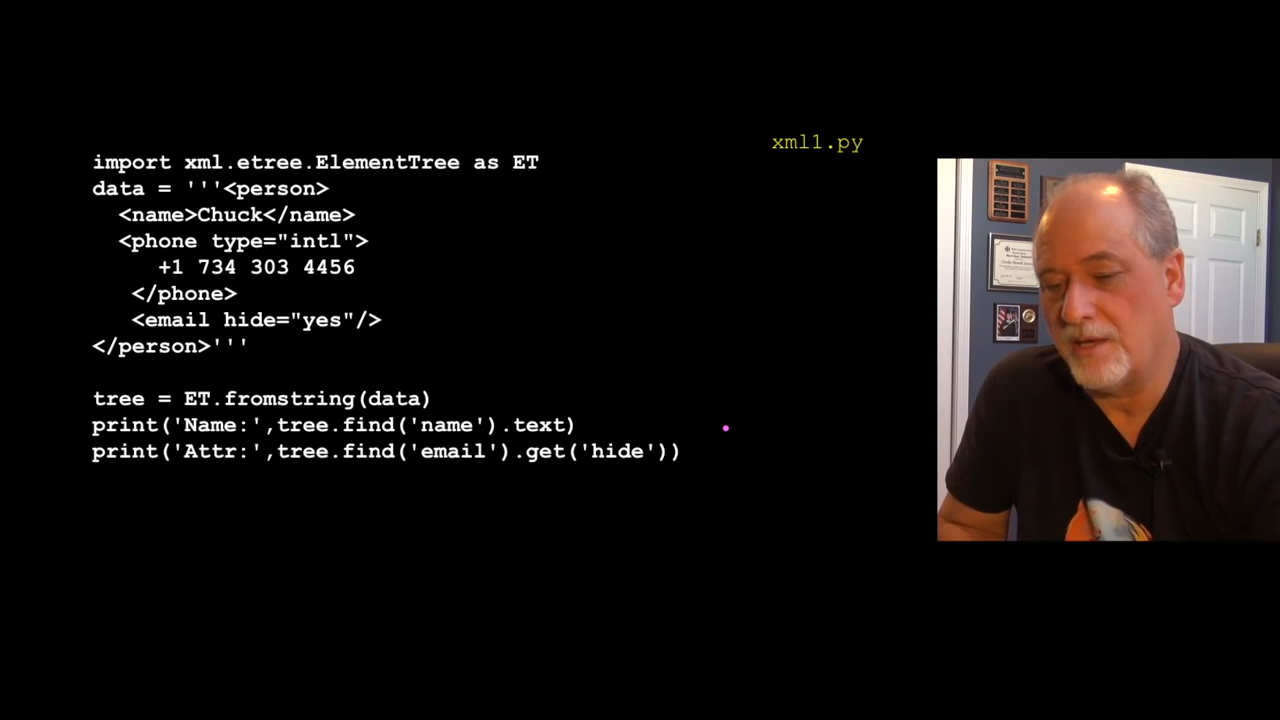 xml1.py
import xml.etree.ElementTree as ET
data = '''<person>
  <name>Chuck</name>
  <phone type="intl">
     +1 734 303 4456
   </phone>
   <email hide="yes"/>
</person>'''
tree = ET.fromstring(data)
print('Name:',tree.find('name').text)
print('Attr:',tree.find('email').get('hide'))